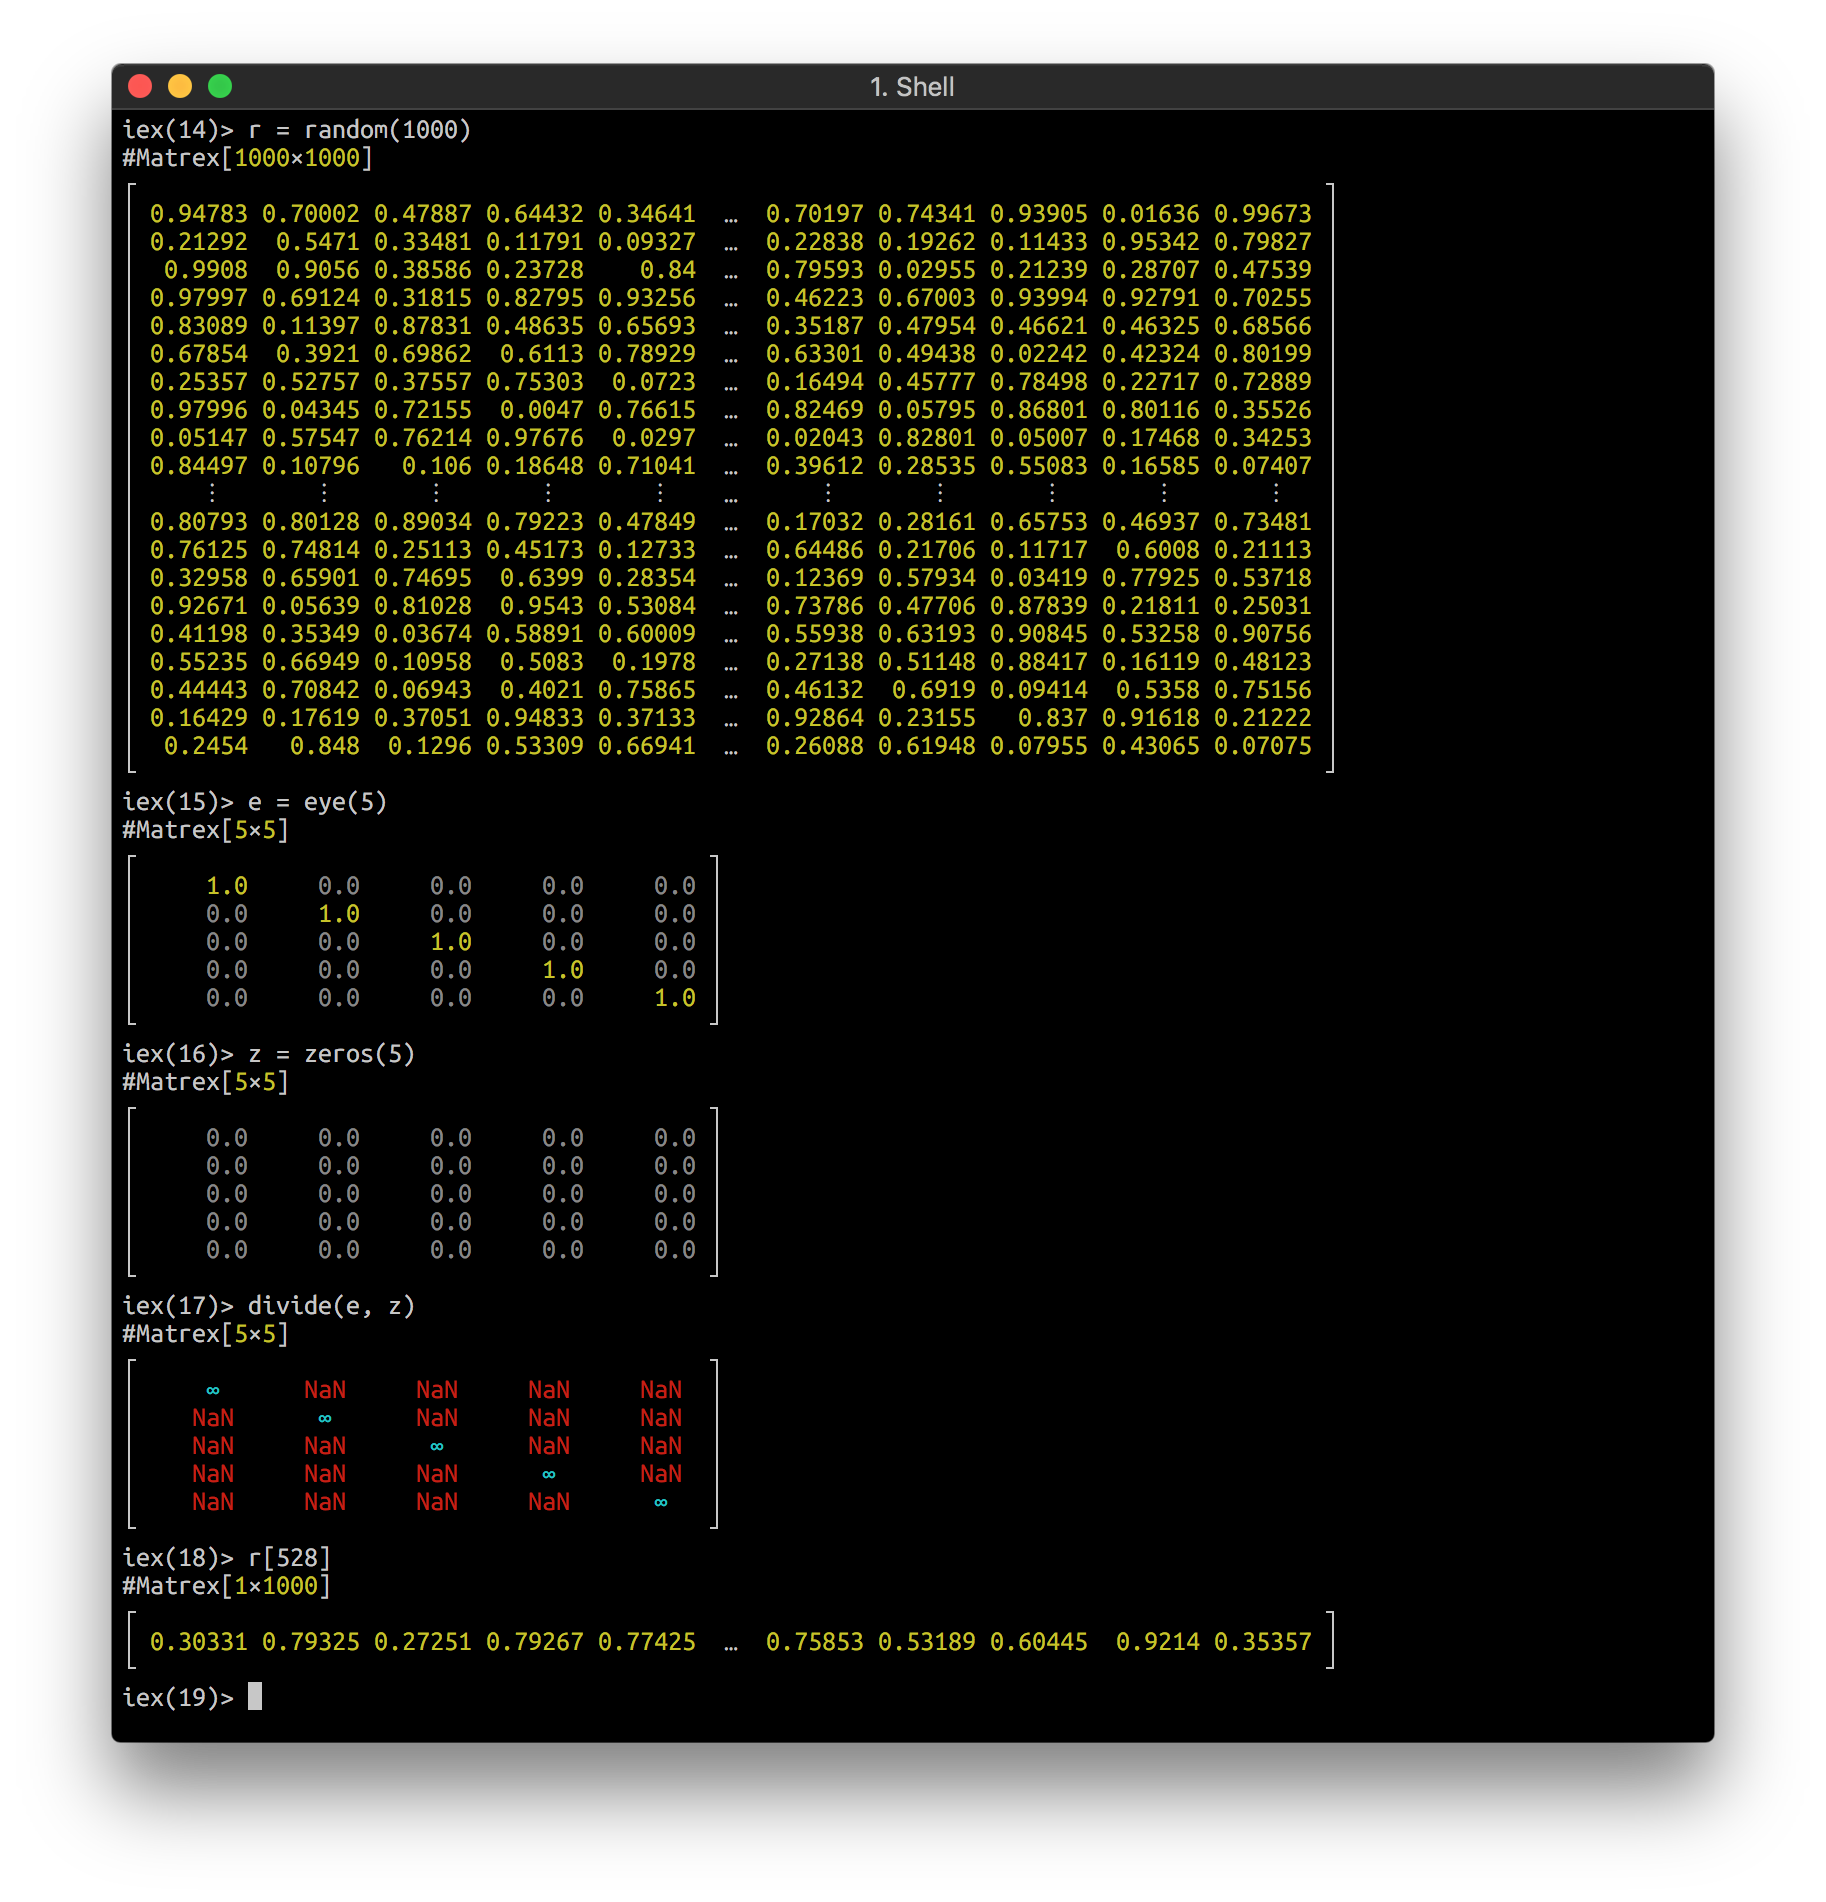 1. Shell
iex(14)> r = random(1000)
#Matrex[1000×1000]
0.94783 0.70002 0.47887 0.64432 0.34641 … 0.70197 0.74341 0.93905 0.01636 0.99673
0.21292 0.5471 0.33481 0.11791 0.09327 … 0.22838 0.19262 0.11433 0.95342 0.79827
0.9908 0.9056 0.38586 0.23728 0.84 … 0.79593 0.02955 0.21239 0.28707 0.47539
0.97997 0.69124 0.31815 0.82795 0.93256 … 0.46223 0.67003 0.93994 0.92791 0.70255
0.83089 0.11397 0.87831 0.48635 0.65693 … 0.35187 0.47954 0.46621 0.46325 0.68566
0.67854 0.3921 0.69862 0.6113 0.78929 … 0.63301 0.49438 0.02242 0.42324 0.80199
0.25357 0.52757 0.37557 0.75303 0.0723 … 0.16494 0.45777 0.78498 0.22717 0.72889
0.97996 0.04345 0.72155 0.0047 0.76615 … 0.82469 0.05795 0.86801 0.80116 0.35526
0.05147 0.57547 0.76214 0.97676 0.0297 … 0.02043 0.82801 0.05007 0.17468 0.34253
0.84497 0.10796 0.106 0.18648 0.71041 … 0.39612 0.28535 0.55083 0.16585 0.07407
⋮ ⋮ ⋮ ⋮ ⋮ … ⋮ ⋮ ⋮ ⋮ ⋮
0.80793 0.80128 0.89034 0.79223 0.47849 … 0.17032 0.28161 0.65753 0.46937 0.73481
0.76125 0.74814 0.25113 0.45173 0.12733 … 0.64486 0.21706 0.11717 0.6008 0.21113
0.32958 0.65901 0.74695 0.6399 0.28354 … 0.12369 0.57934 0.03419 0.77925 0.53718
0.92671 0.05639 0.81028 0.9543 0.53084 … 0.73786 0.47706 0.87839 0.21811 0.25031
0.41198 0.35349 0.03674 0.58891 0.60009 … 0.55938 0.63193 0.90845 0.53258 0.90756
0.55235 0.66949 0.10958 0.5083 0.1978 … 0.27138 0.51148 0.88417 0.16119 0.48123
0.44443 0.70842 0.06943 0.4021 0.75865 … 0.46132 0.6919 0.09414 0.5358 0.75156
0.16429 0.17619 0.37051 0.94833 0.37133 … 0.92864 0.23155 0.837 0.91618 0.21222
0.2454 0.848 0.1296 0.53309 0.66941 … 0.26088 0.61948 0.07955 0.43065 0.07075
iex(15)> e = eye(5)
#Matrex[5×5]
1.0 0.0 0.0 0.0 0.0
0.0 1.0 0.0 0.0 0.0
0.0 0.0 1.0 0.0 0.0
0.0 0.0 0.0 1.0 0.0
0.0 0.0 0.0 0.0 1.0
iex(16)> z = zeros(5)
#Matrex[5×5]
0.0 0.0 0.0 0.0 0.0
0.0 0.0 0.0 0.0 0.0
0.0 0.0 0.0 0.0 0.0
0.0 0.0 0.0 0.0 0.0
0.0 0.0 0.0 0.0 0.0
iex(17)> divide(e, z)
#Matrex[5×5]
∞ NaN NaN NaN NaN
NaN ∞ NaN NaN NaN
NaN NaN ∞ NaN NaN
NaN NaN NaN ∞ NaN
NaN NaN NaN NaN ∞
iex(18)> r[528]
#Matrex[1×1000]
0.30331 0.79325 0.27251 0.79267 0.77425 … 0.75853 0.53189 0.60445 0.9214 0.35357
iex(19)>